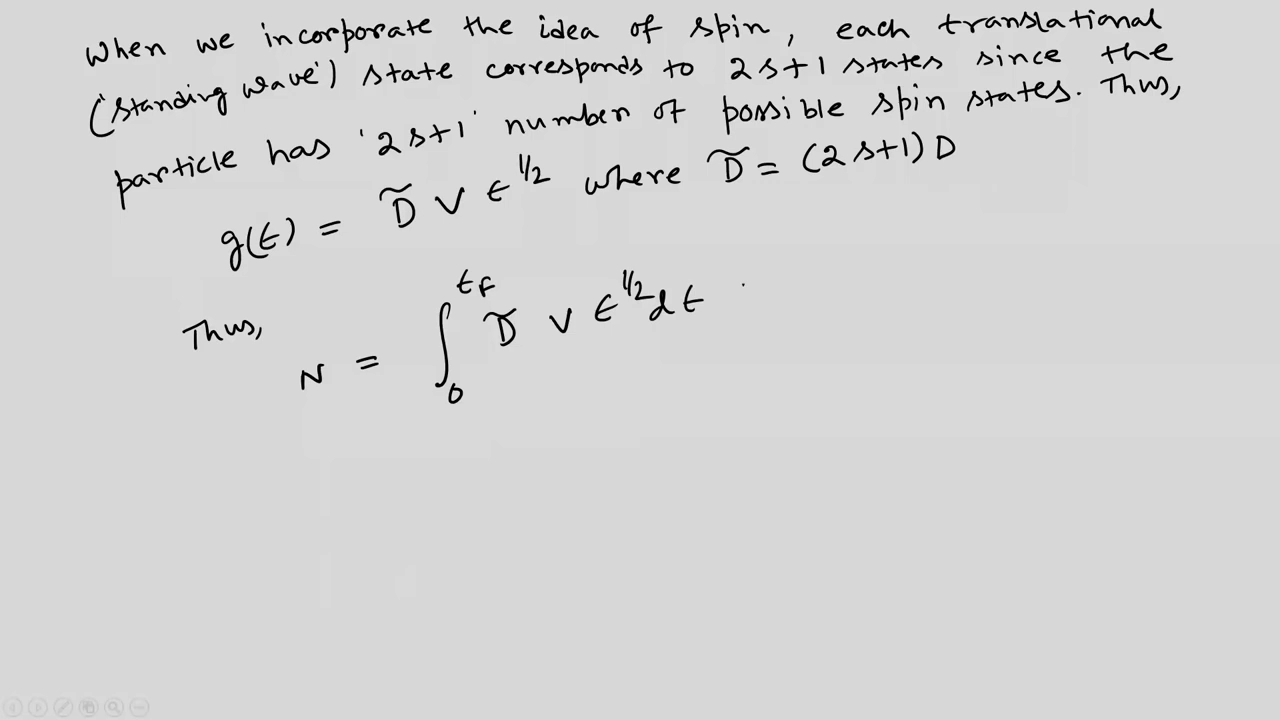 When we incorporate the idea of spin, each translational
('standing wave') state corresponds to 2s+1 states since the
particle has '2s+1' number of possible spin states. Thus,
g(ε) = D̃ V ε^{1/2} where D̃ = (2s+1) D
Thus,
N = ∫_0^{ε_F} D̃ V ε^{1/2} dε